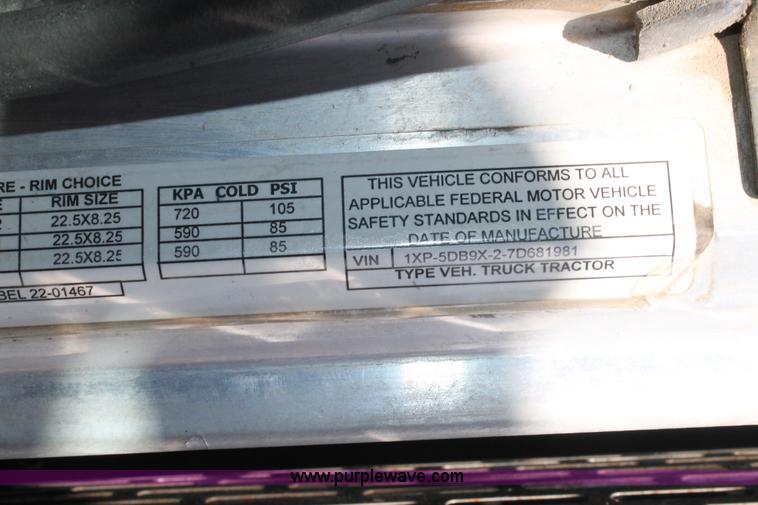 RE - RIM CHOICE
RIM SIZE
22.5X8.25
22.5X8.25
22.5X8.25
BEL 22-01467
KPA COLD PSI
720 105
590 85
590 85
THIS VEHICLE CONFORMS TO ALL
APPLICABLE FEDERAL MOTOR VEHICLE
SAFETY STANDARDS IN EFFECT ON THE
DATE OF MANUFACTURE
VIN 1XP-5DB9X-2-7D681981
TYPE VEH. TRUCK TRACTOR
www.purplewave.com